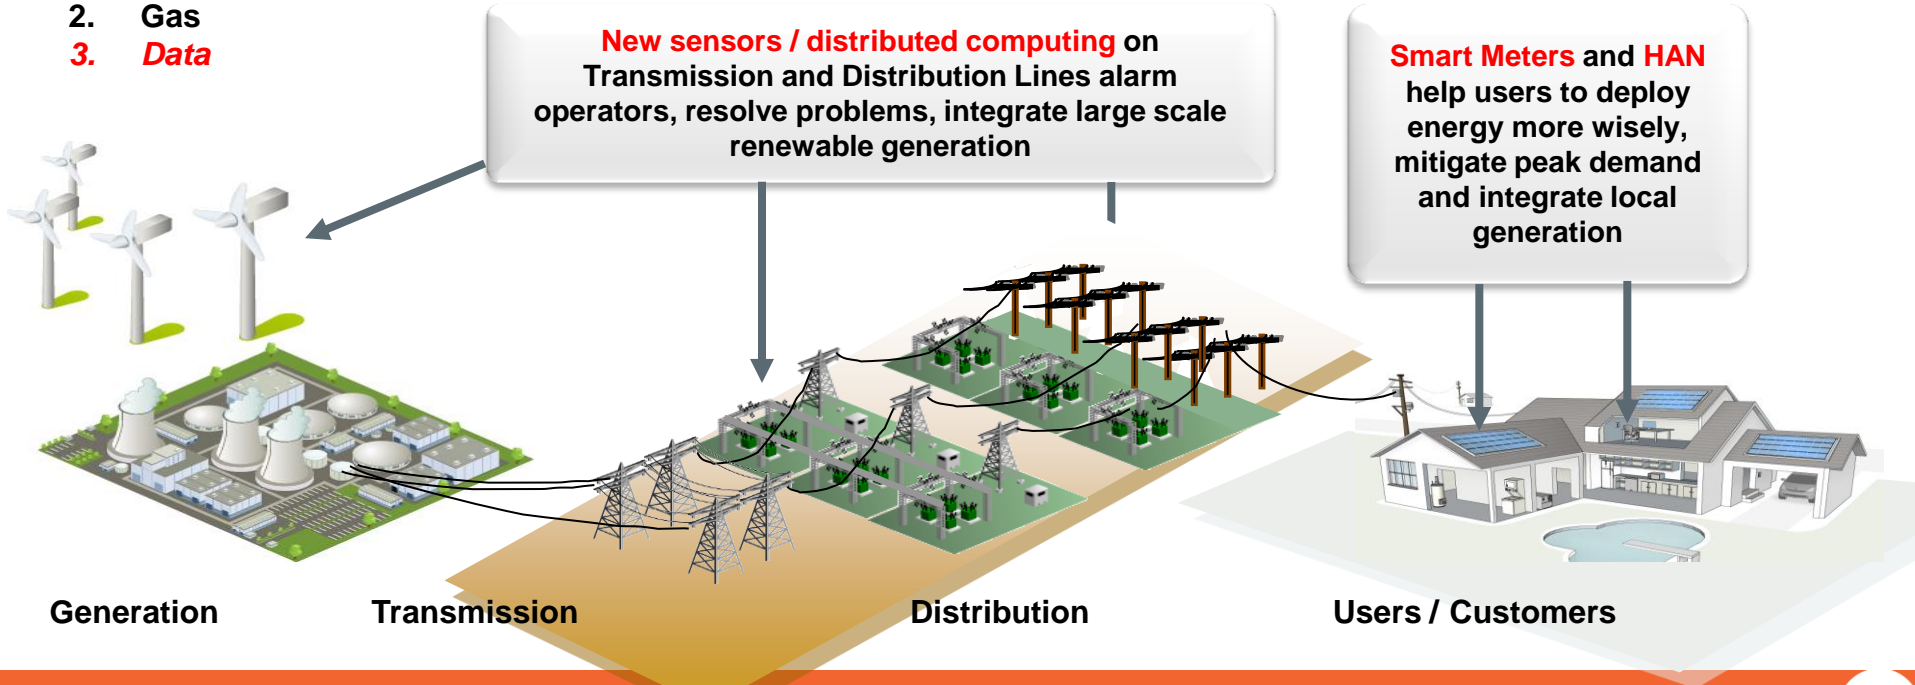 2. Gas
3. Data
New sensors / distributed computing on
Transmission and Distribution Lines alarm
operators, resolve problems, integrate large scale
renewable generation
Smart Meters and HAN
help users to deploy
energy more wisely,
mitigate peak demand
and integrate local
generation
Generation
Transmission
Distribution
Users / Customers